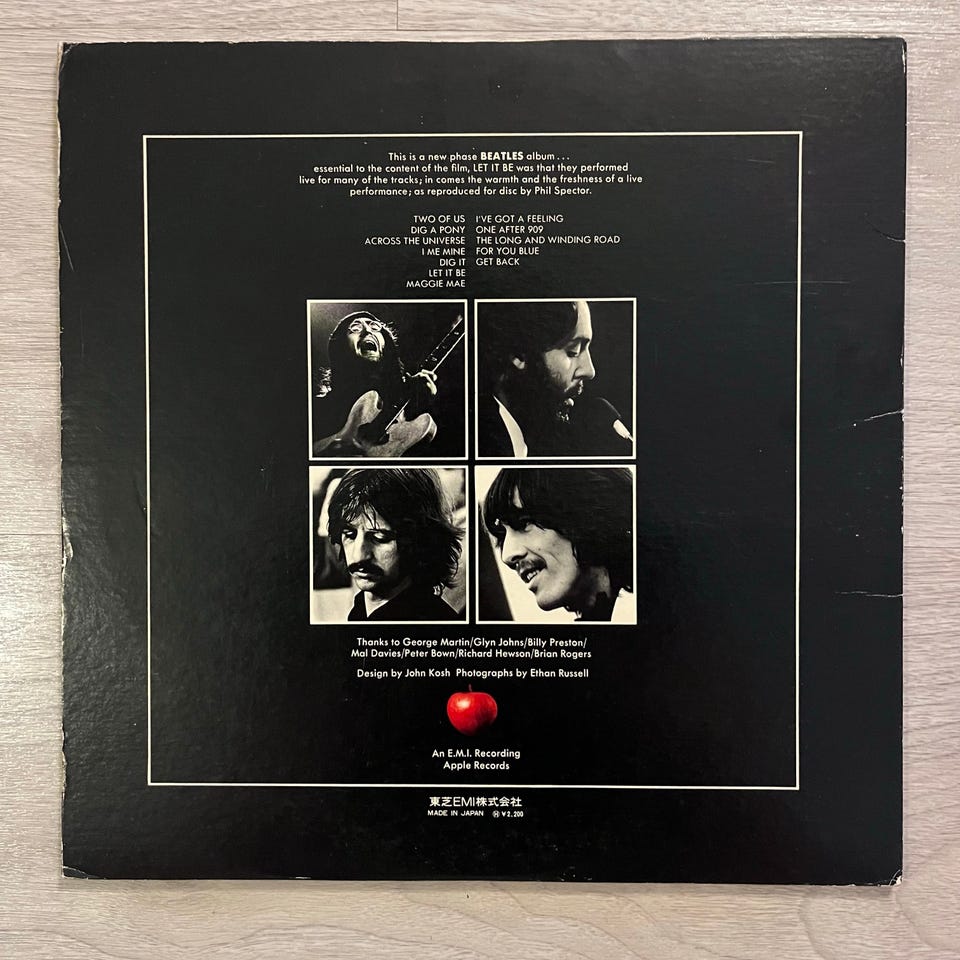 This is a new phase BEATLES album . . .
essential to the content of the film, LET IT BE was that they performed
live for many of the tracks; in comes the warmth and the freshness of a live
performance; as reproduced for disc by Phil Spector.
TWO OF US
DIG A PONY
ACROSS THE UNIVERSE
I ME MINE
DIG IT
LET IT BE
MAGGIE MAE
I'VE GOT A FEELING
ONE AFTER 909
THE LONG AND WINDING ROAD
FOR YOU BLUE
GET BACK
Thanks to George Martin/Glyn Johns/Billy Preston/
Mal Davies/Peter Bown/Richard Hewson/Brian Rogers
Design by John Kosh Photographs by Ethan Russell
An E.M.I. Recording
Apple Records
東芝EMI株式会社
MADE IN JAPAN Ⓗ ¥2,200